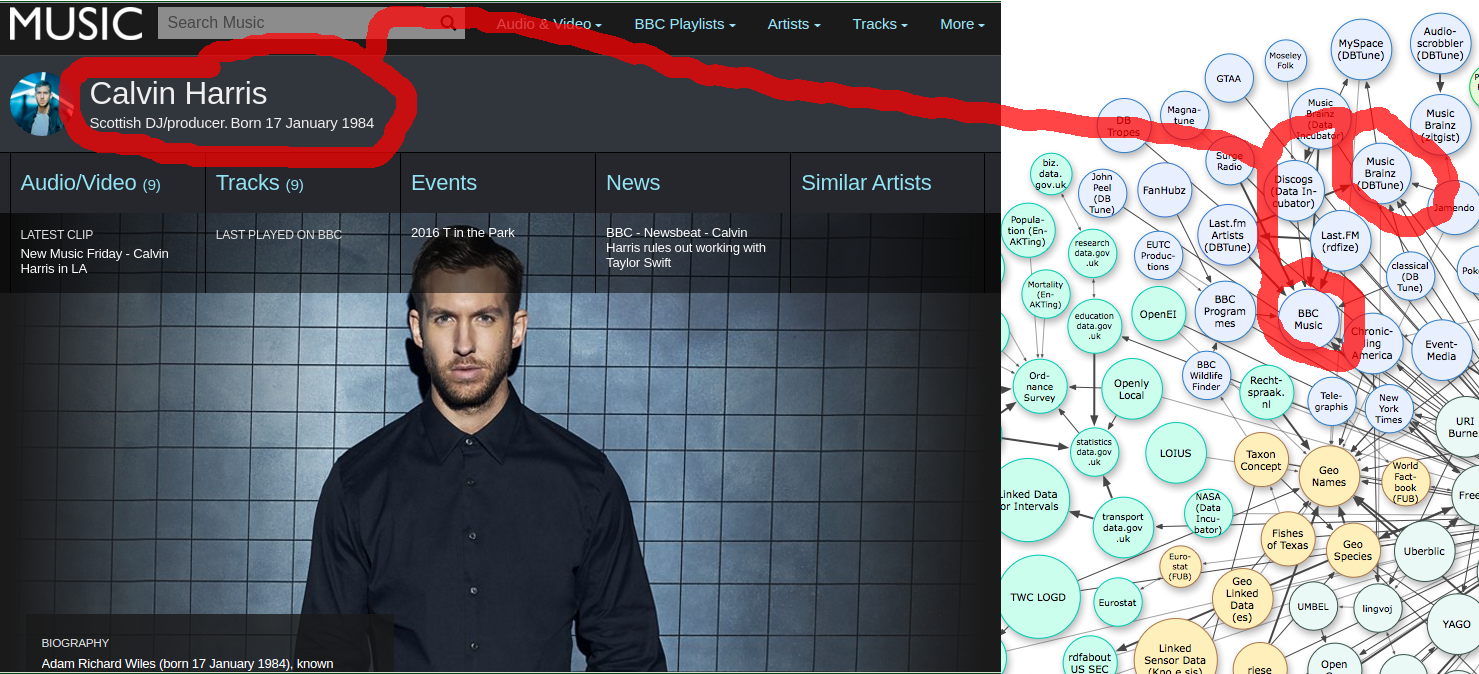 MUSIC
Search Music
Audio & Video
BBC Playlists
Artists
Tracks
More
Calvin Harris
Scottish DJ/producer. Born 17 January 1984
Audio/Video (9)
Tracks (9)
Events
News
Similar Artists
LATEST CLIP
New Music Friday - Calvin
Harris in LA
LAST PLAYED ON BBC
2016 T in the Park
BBC - Newsbeat - Calvin
Harris rules out working with
Taylor Swift
BIOGRAPHY
Adam Richard Wiles (born 17 January 1984), known
Audio-
scrobbler
(DBTune)
MySpace
(DBTune)
Moseley
Folk
GTAA
Magna-
tune
DB
Tropes
Music
Brainz
(Data
Incubator)
Music
Brainz
(zitgist)
Music
Brainz
(DBTune)
Surge
Radio
biz.
data.
gov.uk
John
Peel
(DB
Tune)
FanHubz
Discogs
(Data In-
cubator)
Jamendo
Popula-
tion (En-
AKTing)
research
data.gov
.uk
EUTC
Produc-
tions
Last.fm
Artists
(DBTune)
Last.FM
(rdfize)
classical
(DB
Tune)
Mortality
(En-
AKTing)
education
data.gov
.uk
OpenEI
BBC
Program
mes
BBC
Music
Chronic-
ling
America
Event-
Media
Ord-
nance
Survey
Openly
Local
BBC
Wildlife
Finder
Recht-
spraak.
nl
Tele-
graphis
New
York
Times
URI
Burne
statistics
data.gov
.uk
LOIUS
Taxon
Concept
Geo
Names
World
Fact-
book
(FUB)
Free
Linked Data
or Intervals
transport
data.gov
.uk
NASA
(Data
Incu-
bator)
Fishes
of Texas
Geo
Species
Uberblic
Euro-
stat
(FUB)
TWC LOGD
Eurostat
Geo
Linked
Data
(es)
UMBEL
lingvoj
YAGO
rdfabout
US SEC
Linked
Sensor Data
(Kno.e.sis)
riese
Open